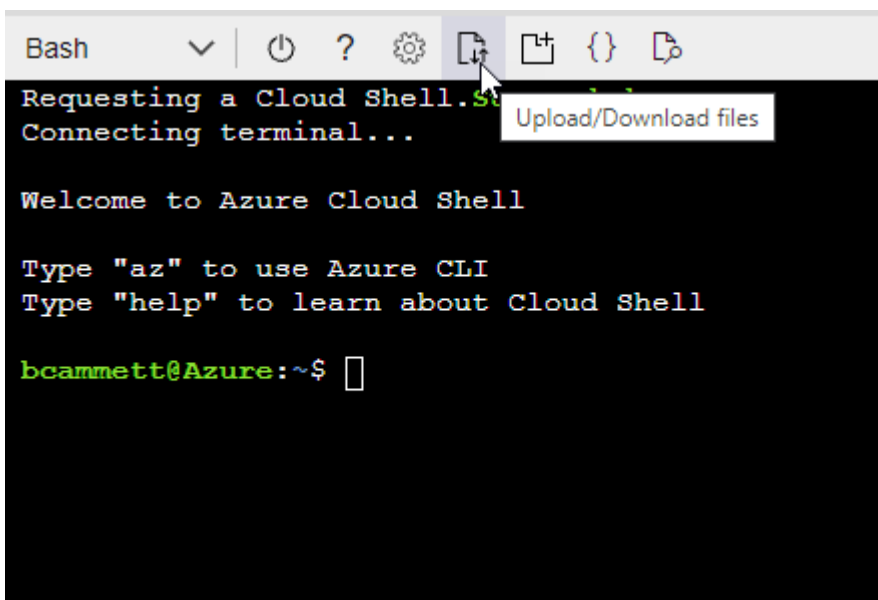 Bash
? {}
Requesting a Cloud Shell.
Upload/Download files
Connecting terminal...
Welcome to Azure Cloud Shell
Type "az" to use Azure CLI
Type "help" to learn about Cloud Shell
bcammett@Azure:~$